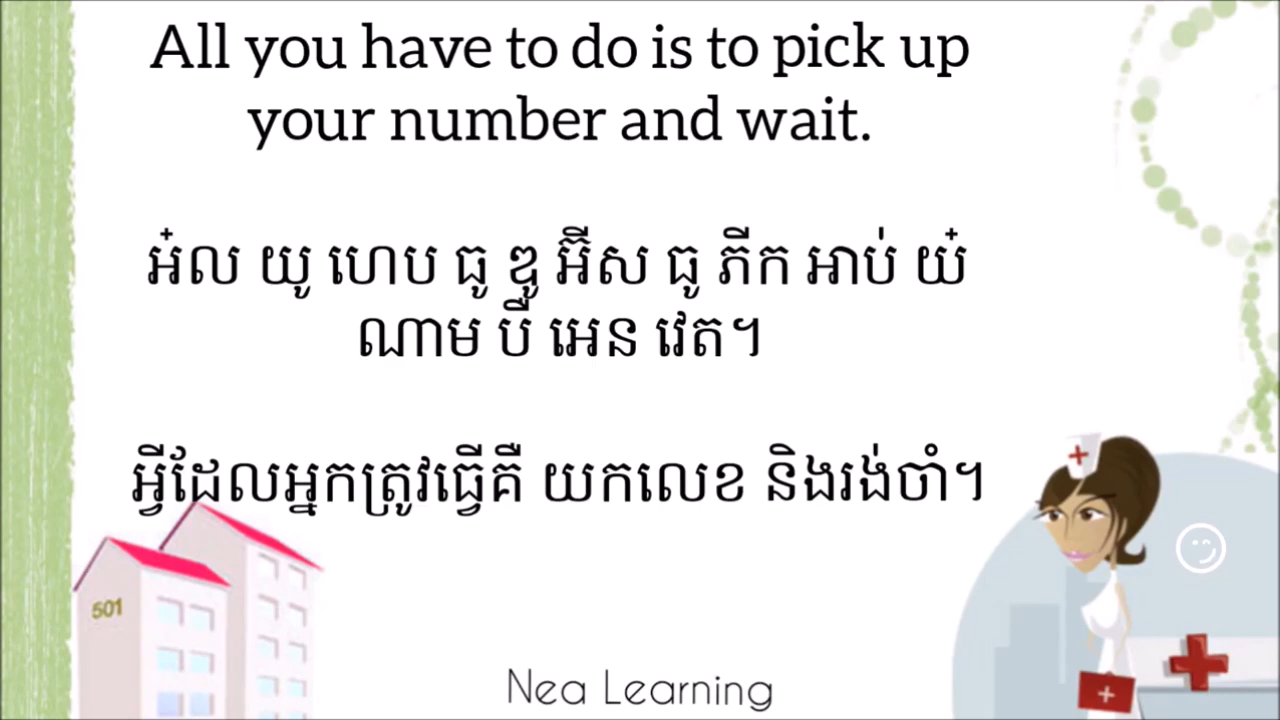 All you have to do is to pick up
your number and wait.
អ៎ល យូ ហេប ធូ ឌូ អ៊ីស ធូ ភីក អាប់ យ៎
ណាម បឺ អេន វេត។
អ្វីដែលអ្នកត្រូវធ្វើគឺ យកលេខ និងរង់ចាំ។
501
Nea Learning